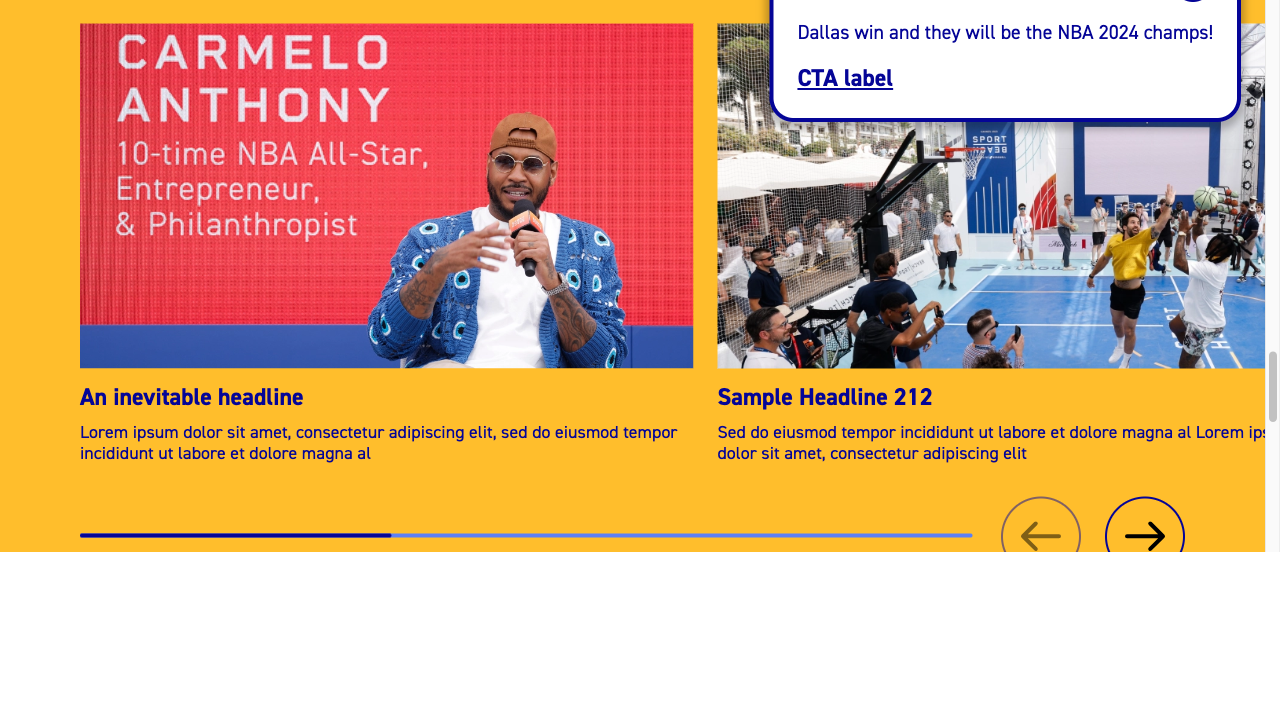 Dallas win and they will be the NBA 2024 champs!
CTA label
CARMELO
ANTHONY
10-time NBA All-Star,
Entrepreneur,
& Philanthropist
SPORT
BEACH
An inevitable headline
Lorem ipsum dolor sit amet, consectetur adipiscing elit, sed do eiusmod tempor
incididunt ut labore et dolore magna al
Sample Headline 212
Sed do eiusmod tempor incididunt ut labore et dolore magna al Lorem ips
dolor sit amet, consectetur adipiscing elit